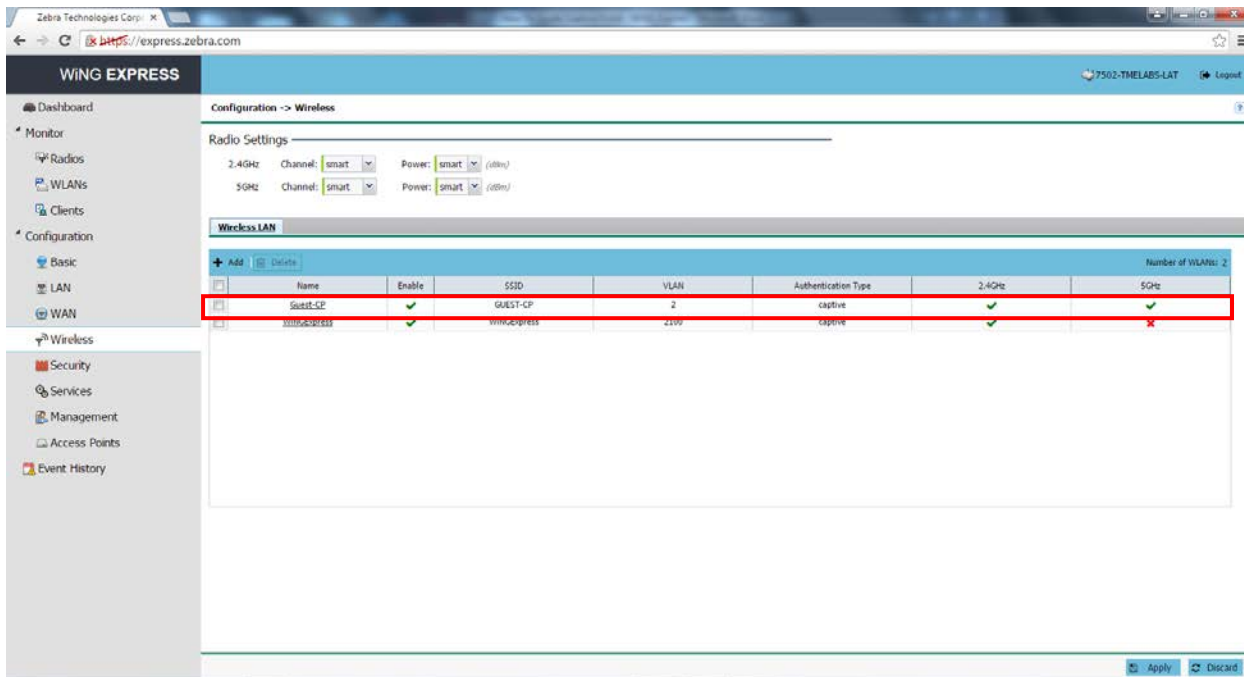 Zebra Technologies Corp
https://express.zebra.com
WiNG EXPRESS
7502-TMELABS-LAT
Logout
Dashboard
Configuration -> Wireless
Monitor
Radio Settings
Radios
2.4GHz Channel: smart Power: smart (dBm)
WLANs
5GHz Channel: smart Power: smart (dBm)
Clients
Wireless LAN
Configuration
Basic
Add Delete Number of WLANs: 2
LAN
Name Enable SSID VLAN Authentication Type 2.4GHz 5GHz
WAN
Guest-CP GUEST-CP 2 captive
WiNGExpress WiNGExpress 2100 captive
Wireless
Security
Services
Management
Access Points
Event History
Apply Discard